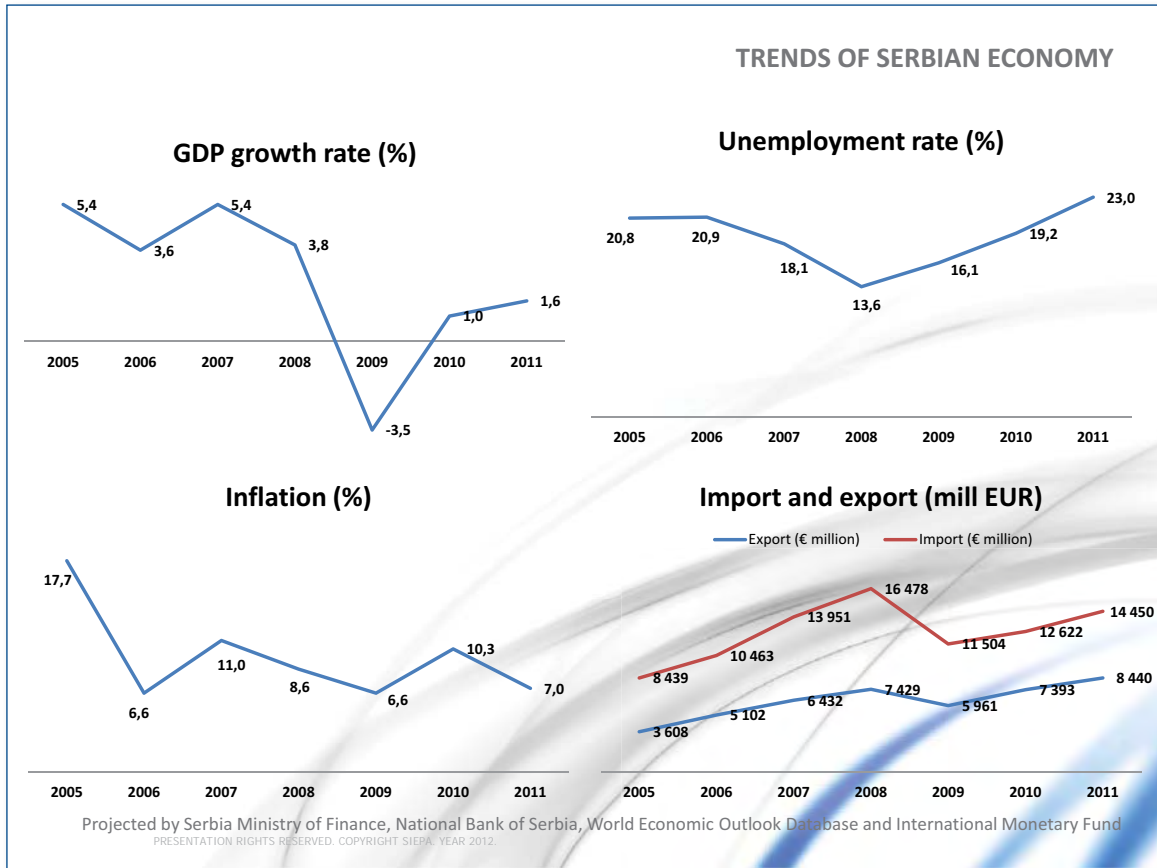 TRENDS OF SERBIAN ECONOMY
GDP growth rate (%)
5,4
3,6
5,4
3,8
-3,5
1,0
1,6
2005 2006 2007 2008 2009 2010 2011
Unemployment rate (%)
20,8
20,9
18,1
13,6
16,1
19,2
23,0
2005 2006 2007 2008 2009 2010 2011
Inflation (%)
17,7
6,6
11,0
8,6
6,6
10,3
7,0
2005 2006 2007 2008 2009 2010 2011
Import and export (mill EUR)
Export (€ million) Import (€ million)
8 439
10 463
13 951
16 478
11 504
12 622
14 450
3 608
5 102
6 432
7 429
5 961
7 393
8 440
2005 2006 2007 2008 2009 2010 2011
Projected by Serbia Ministry of Finance, National Bank of Serbia, World Economic Outlook Database and International Monetary Fund
PRESENTATION RIGHTS RESERVED. COPYRIGHT SIEPA. YEAR 2012.